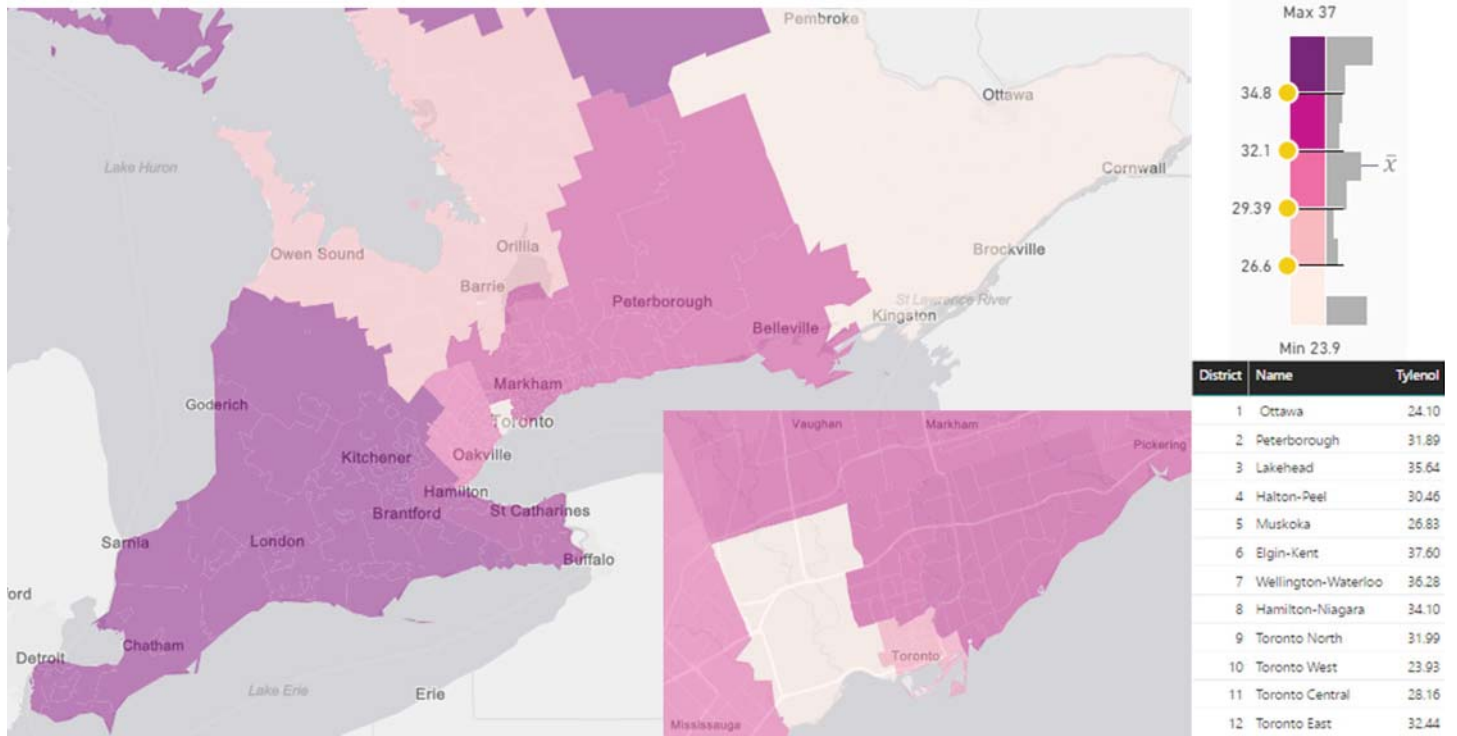 Pembroke
Ottawa
Lake Huron
Cornwall
Owen Sound
Orillia
Brockville
Barrie
St Lawrence River
Peterborough
Kingston
Belleville
Markham
Goderich
Toronto
Kitchener
Oakville
Hamilton
Brantford
St Catharines
Sarnia
London
Buffalo
ord
Chatham
Detroit
Lake Erie
Erie
Vaughan
Markham
Pickering
Toronto
Mississauga
Max 37
34.8
32.1
x̄
29.39
26.6
Min 23.9
District Name Tylenol
1 Ottawa 24.10
2 Peterborough 31.89
3 Lakehead 35.64
4 Halton-Peel 30.46
5 Muskoka 26.83
6 Elgin-Kent 37.60
7 Wellington-Waterloo 36.28
8 Hamilton-Niagara 34.10
9 Toronto North 31.99
10 Toronto West 23.93
11 Toronto Central 28.16
12 Toronto East 32.44